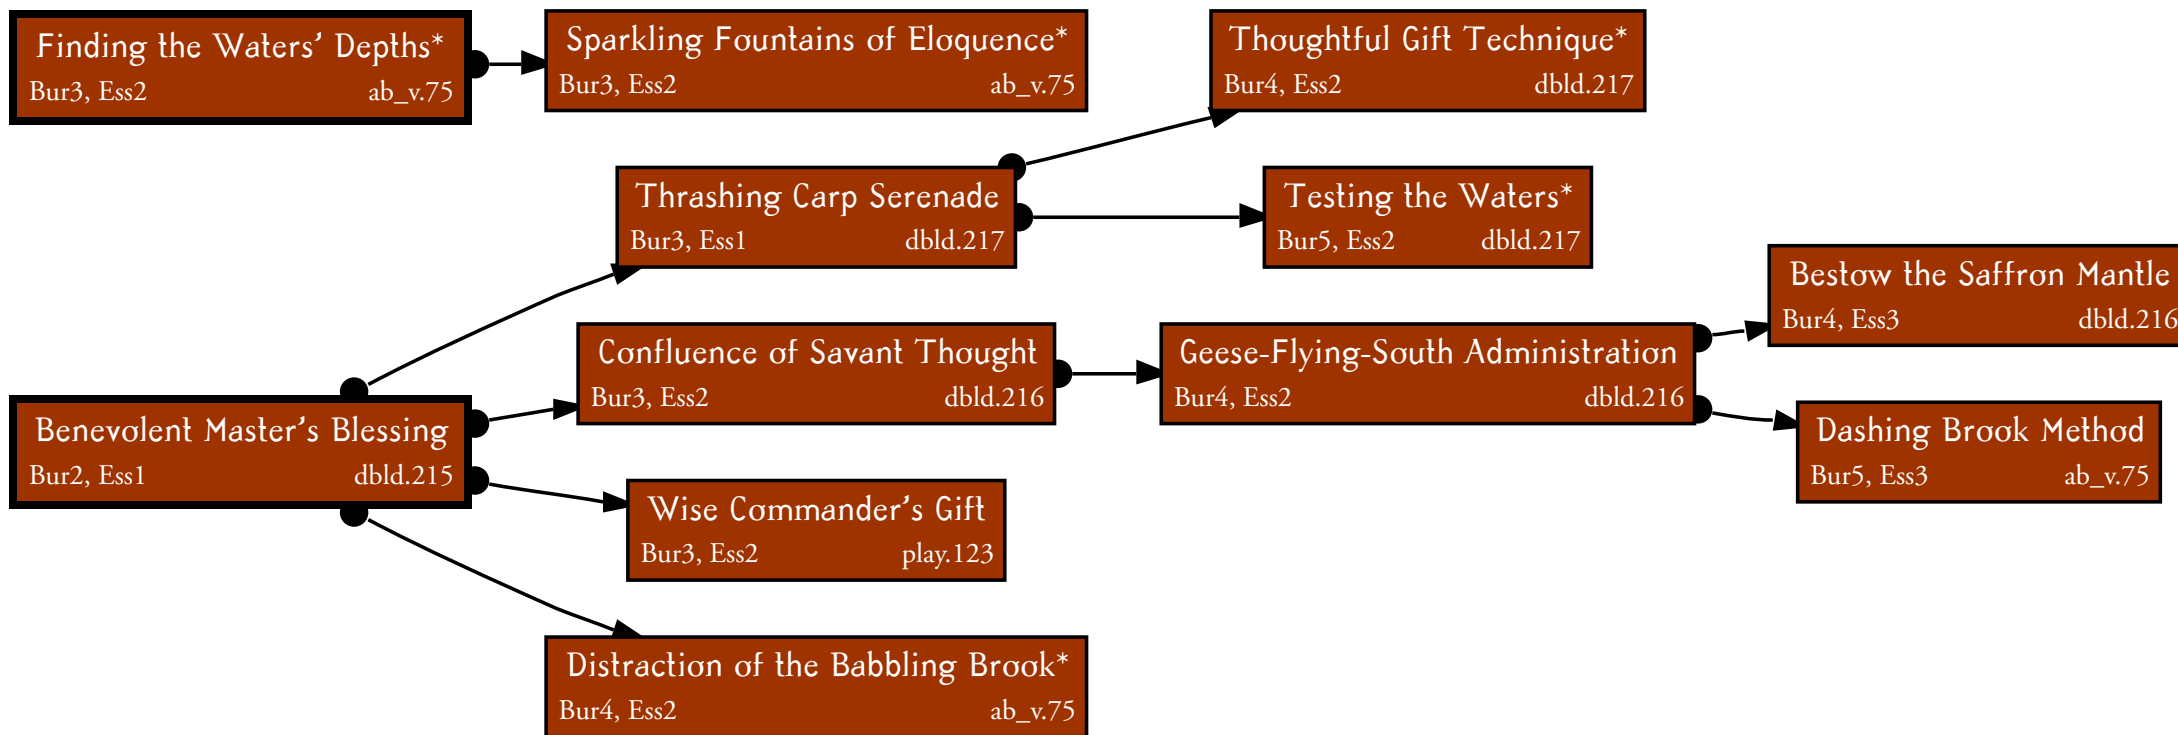 Finding the Waters' Depths*
Bur3, Ess2 ab_v.75
Sparkling Fountains of Eloquence*
Bur3, Ess2 ab_v.75
Thoughtful Gift Technique*
Bur4, Ess2 dbld.217
Thrashing Carp Serenade
Bur3, Ess1 dbld.217
Testing the Waters*
Bur5, Ess2 dbld.217
Bestow the Saffron Mantle
Bur4, Ess3 dbld.216
Confluence of Savant Thought
Bur3, Ess2 dbld.216
Geese-Flying-South Administration
Bur4, Ess2 dbld.216
Benevolent Master's Blessing
Bur2, Ess1 dbld.215
Dashing Brook Method
Bur5, Ess3 ab_v.75
Wise Commander's Gift
Bur3, Ess2 play.123
Distraction of the Babbling Brook*
Bur4, Ess2 ab_v.75